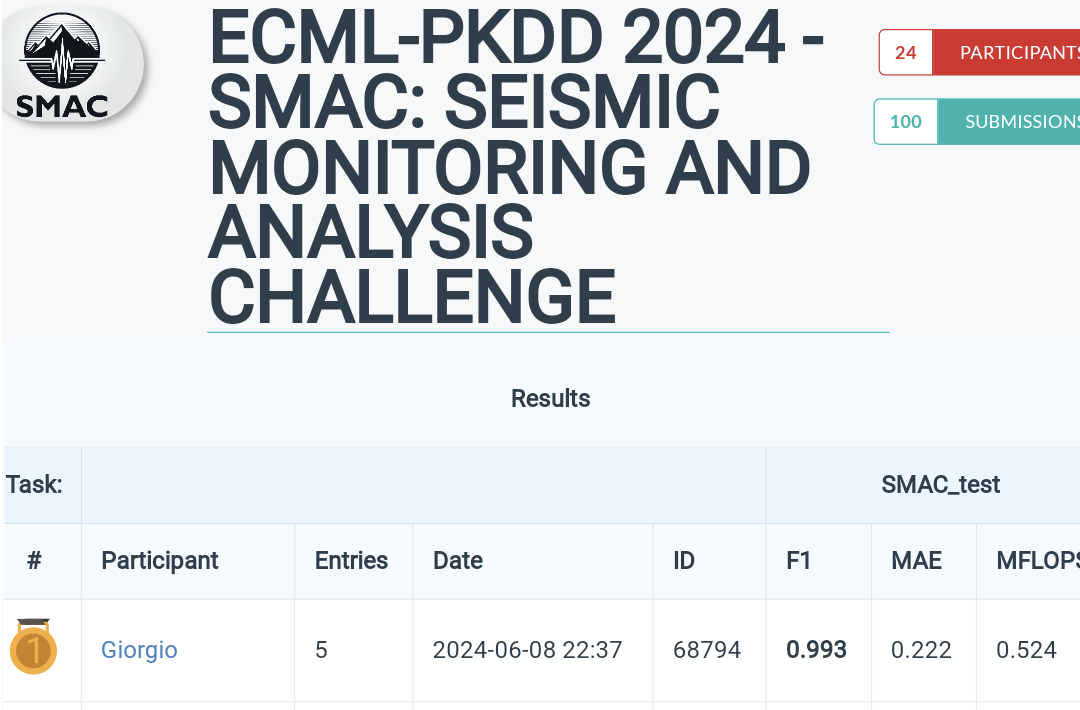 SMAC
ECML-PKDD 2024 -
SMAC: SEISMIC
MONITORING AND
ANALYSIS
CHALLENGE
24 PARTICIPANTS
100 SUBMISSIONS
Results
Task: SMAC_test
# Participant Entries Date ID F1 MAE MFLOPS
1 Giorgio 5 2024-06-08 22:37 68794 0.993 0.222 0.524